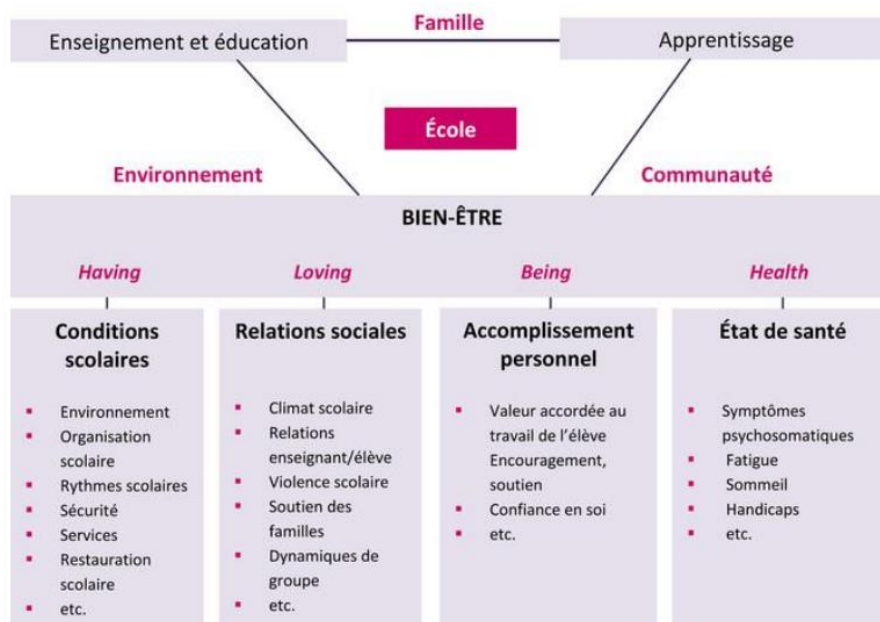 Famille
Enseignement et éducation
Apprentissage
École
Environnement
Communauté
BIEN-ÊTRE
Having
Loving
Being
Health
Conditions
scolaires
▪ Environnement
▪ Organisation
scolaire
▪ Rythmes scolaires
▪ Sécurité
▪ Services
▪ Restauration
scolaire
▪ etc.
Relations sociales
▪ Climat scolaire
▪ Relations
enseignant/élève
▪ Violence scolaire
▪ Soutien des
familles
▪ Dynamiques de
groupe
▪ etc.
Accomplissement
personnel
▪ Valeur accordée au
travail de l'élève
Encouragement,
soutien
▪ Confiance en soi
▪ etc.
État de santé
▪ Symptômes
psychosomatiques
▪ Fatigue
▪ Sommeil
▪ Handicaps
▪ etc.